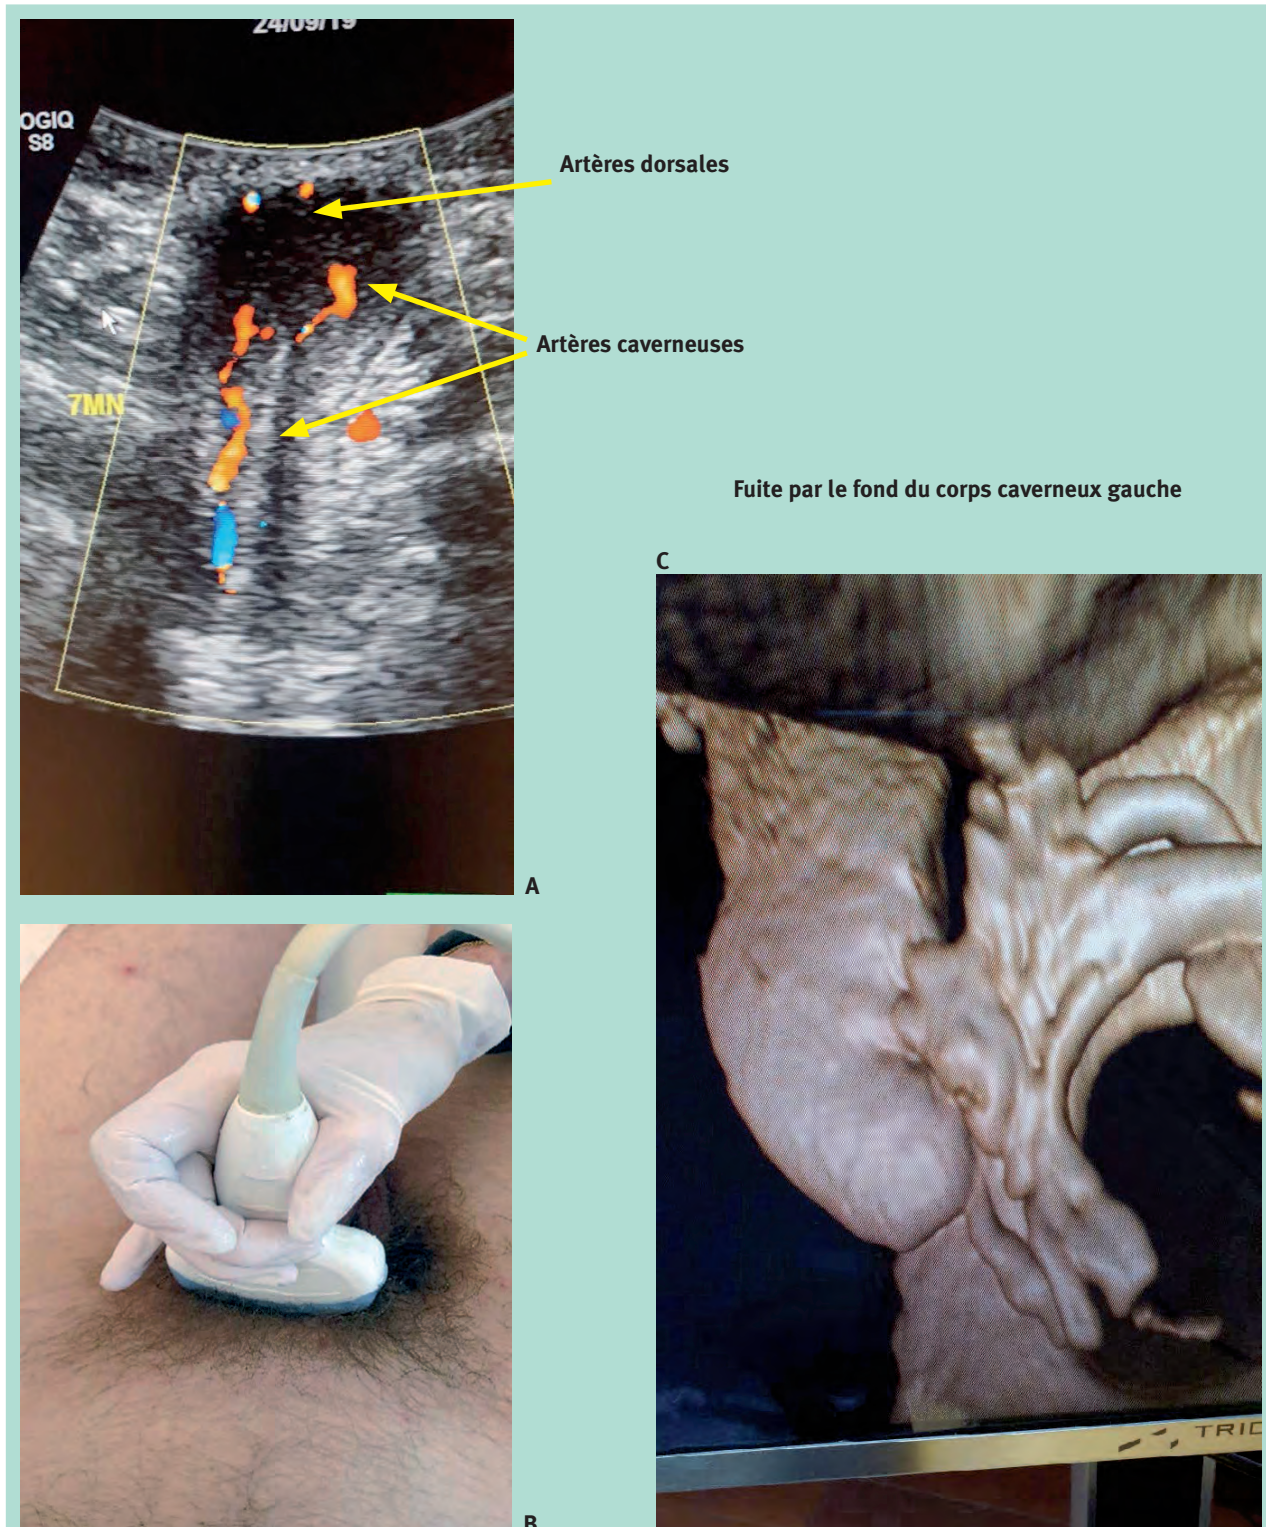 24/09/19
OGIQ
S8
Artères dorsales
Artères caverneuses
7MN
Fuite par le fond du corps caverneux gauche
C
A
TRIC
B